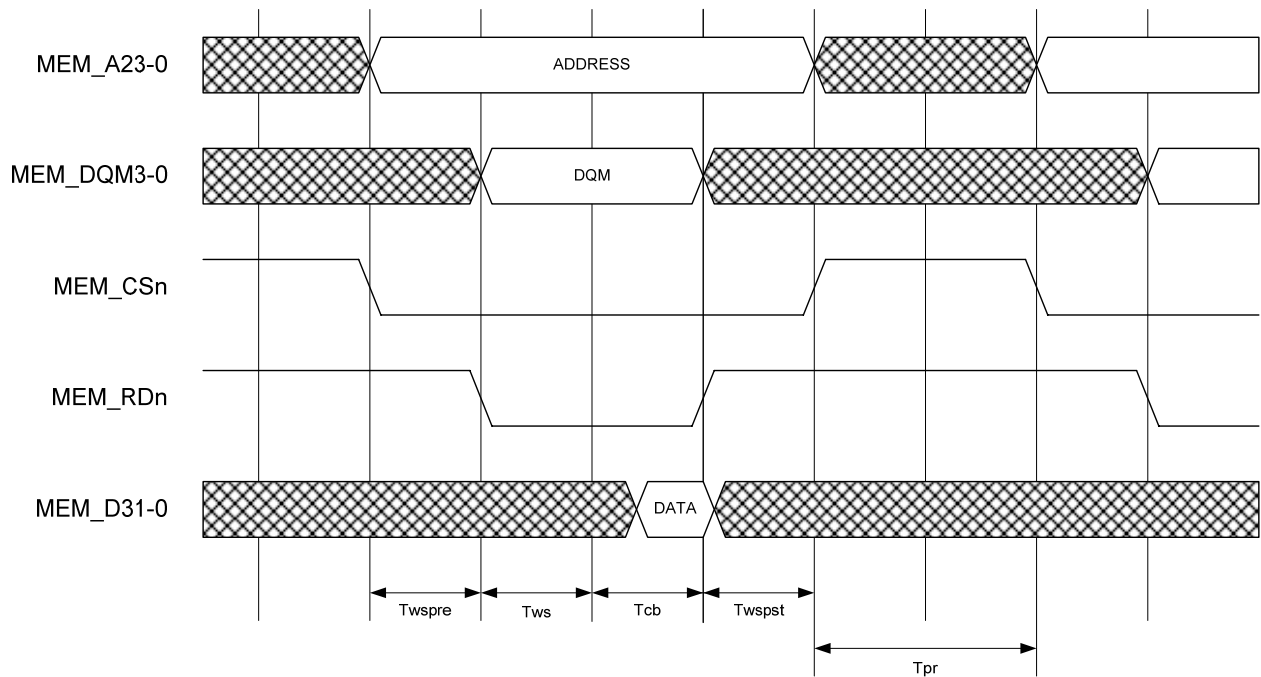 MEM_A23-0
ADDRESS
MEM_DQM3-0
DQM
MEM_CSn
MEM_RDn
MEM_D31-0
DATA
Twspre
Tws
Tcb
Twspst
Tpr